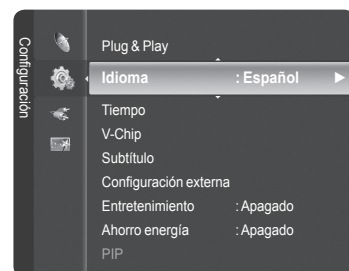 Configuración
Plug & Play
Idioma : Español
Tiempo
V-Chip
Subtítulo
Configuración externa
Entretenimiento : Apagado
Ahorro energía : Apagado
PIP